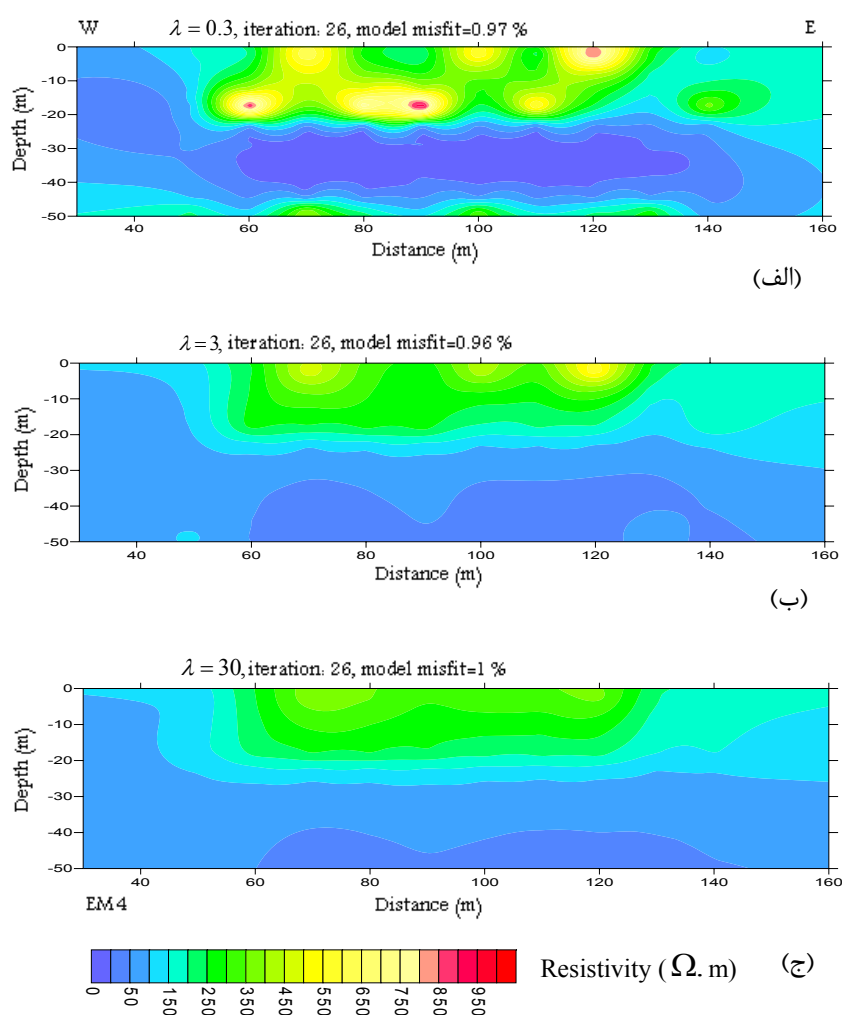 W λ = 0.3, iteration: 26, model misfit=0.97 % E
0
-10
-20
-30
-40
-50
Depth (m)
40 60 80 100 120 140 160
Distance (m)
(الف)
λ = 3, iteration: 26, model misfit=0.96 %
0
-10
-20
-30
-40
-50
Depth (m)
40 60 80 100 120 140 160
Distance (m)
(ب)
λ = 30, iteration: 26, model misfit=1 %
0
-10
-20
-30
-40
-50
Depth (m)
40 60 80 100 120 140 160
EM4 Distance (m)
Resistivity ( Ω. m) (ج)
0 50 150 250 350 450 550 650 750 850 950